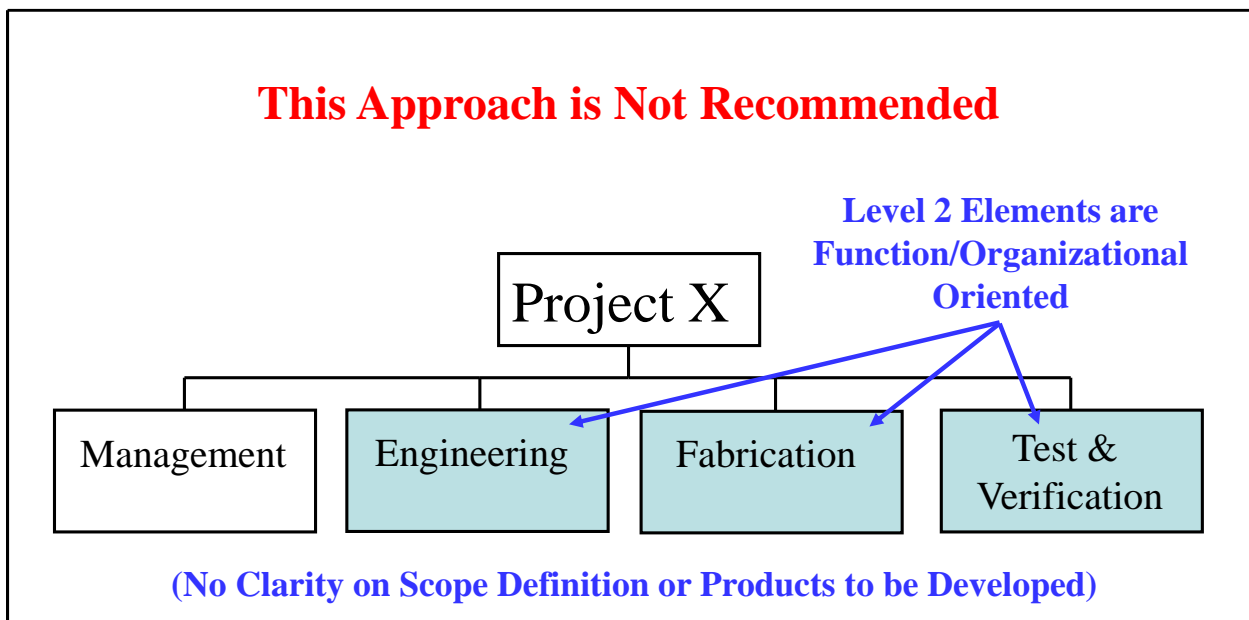 This Approach is Not Recommended
Level 2 Elements are
Function/Organizational
Oriented
Project X
Management
Engineering
Fabrication
Test &
Verification
(No Clarity on Scope Definition or Products to be Developed)